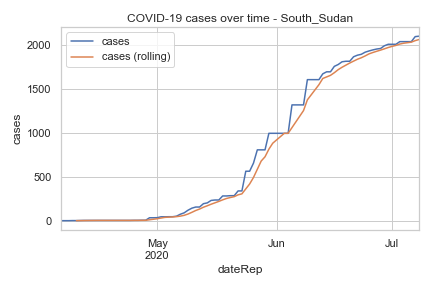 COVID-19 cases over time - South_Sudan
cases
cases (rolling)
2000
1500
1000
500
0
cases
May
2020
Jun
Jul
dateRep